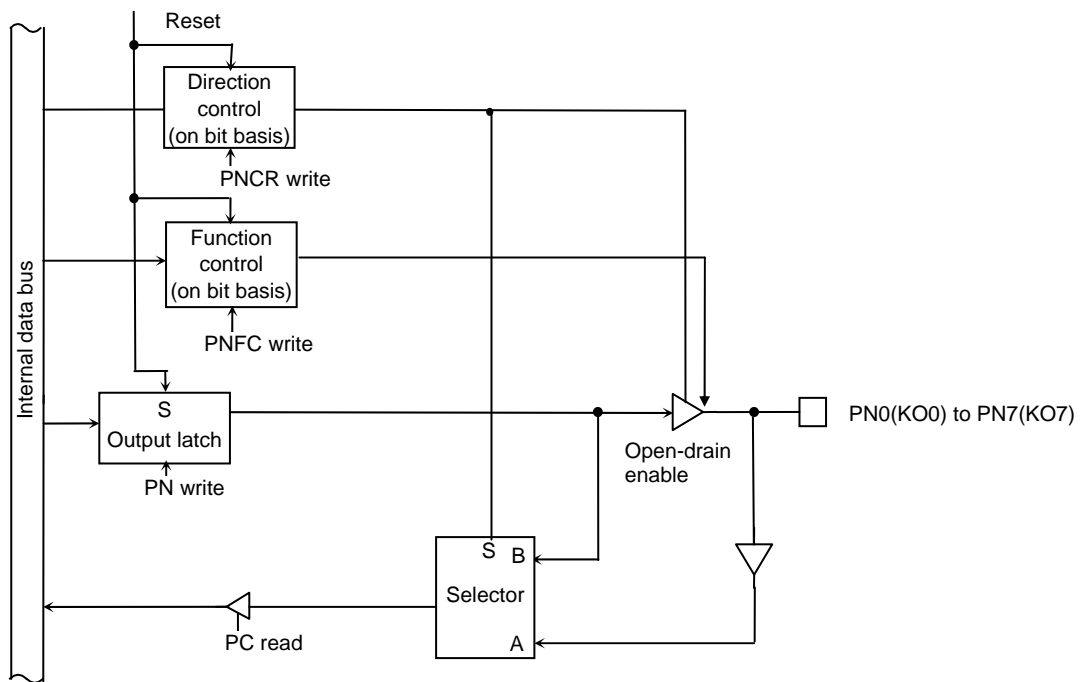 Reset
Direction
control
(on bit basis)
PNCR write
Function
control
(on bit basis)
PNFC write
Internal data bus
S
Output latch
PN write
Open-drain
enable
PN0(KO0) to PN7(KO7)
S
B
Selector
A
PC read